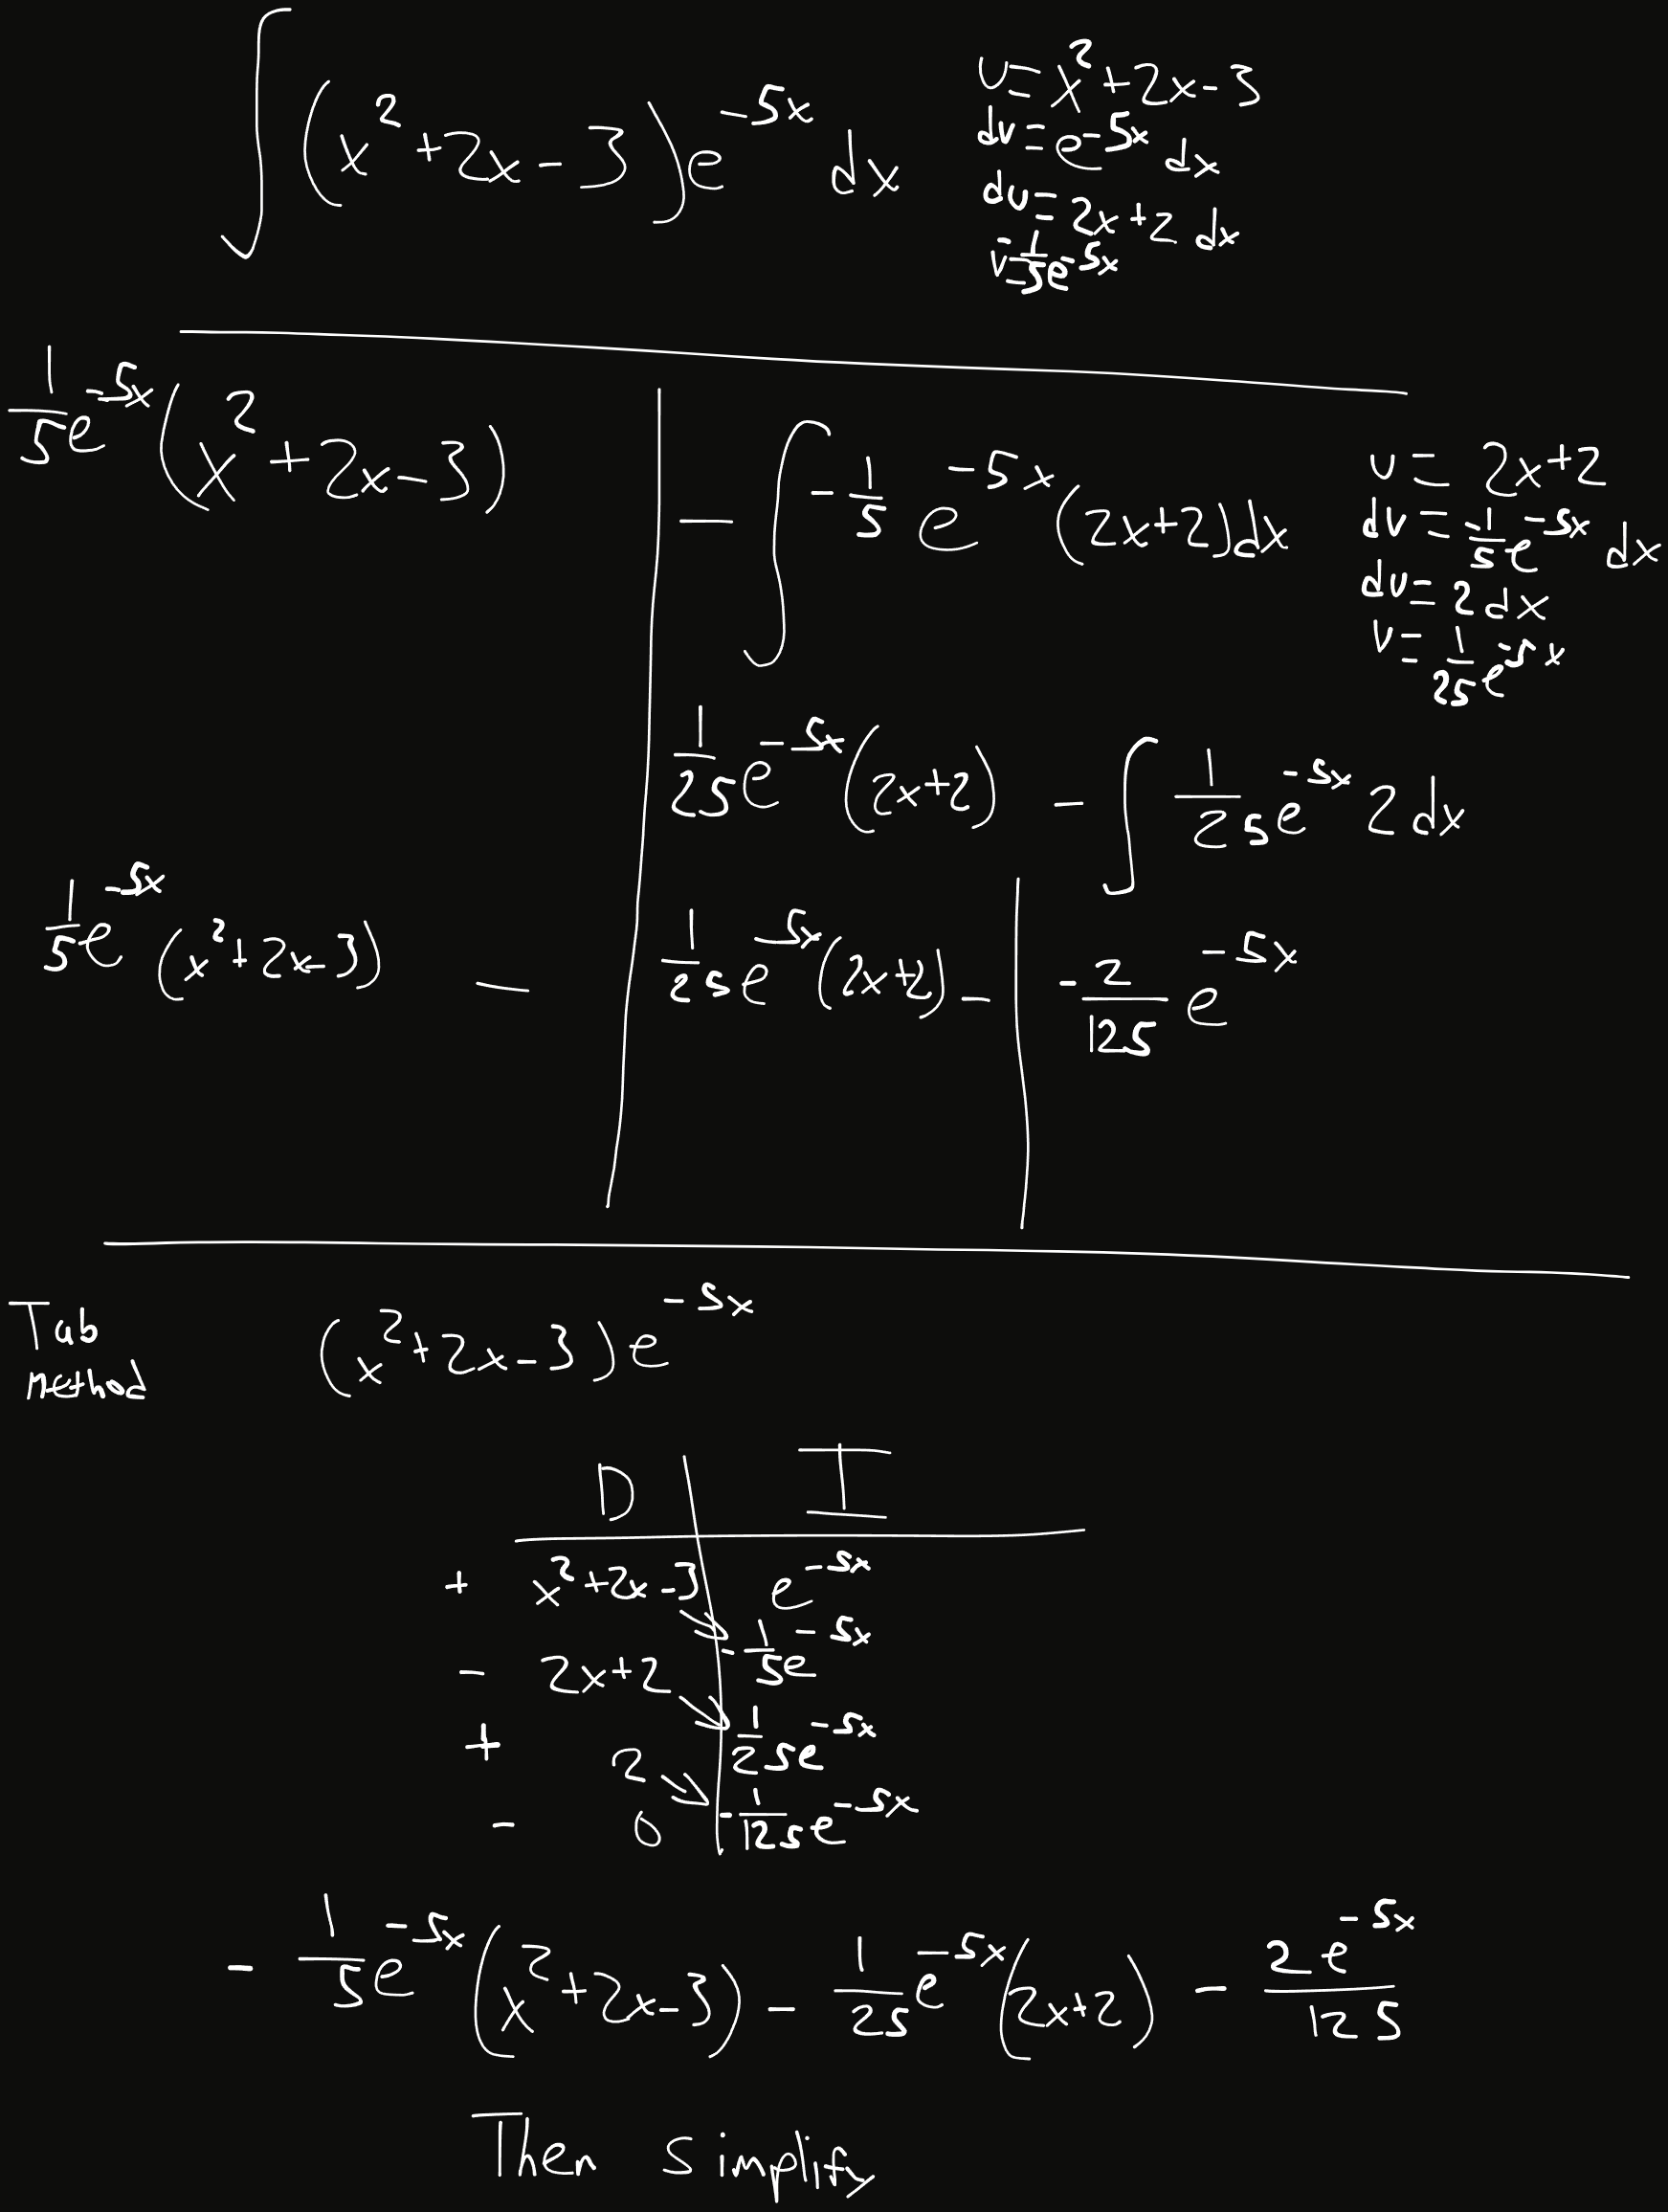 ∫ (x² + 2x - 3) e^{-5x} dx
u = x² + 2x - 3
dv = e^{-5x} dx
du = 2x + 2 dx
v = -1/5 e^{-5x}
1/5 e^{-5x} (x² + 2x - 3)
- ∫ -1/5 e^{-5x} (2x+2) dx
u = 2x+2
dv = -1/5 e^{-5x} dx
du = 2 dx
v = 1/25 e^{-5x}
1/25 e^{-5x} (2x+2) - ∫ 1/25 e^{-5x} 2 dx
1/5 e^{-5x} (x² + 2x - 3) - 1/25 e^{-5x} (2x+2) - -2/125 e^{-5x}
Tab
method
(x² + 2x - 3) e^{-5x}
D I
+ x² + 2x - 3 e^{-5x}
- 2x + 2 -1/5 e^{-5x}
+ 2 1/25 e^{-5x}
- 0 -1/125 e^{-5x}
- 1/5 e^{-5x} (x² + 2x - 3) - 1/25 e^{-5x} (2x+2) - 2e^{-5x}/125
Then simplify